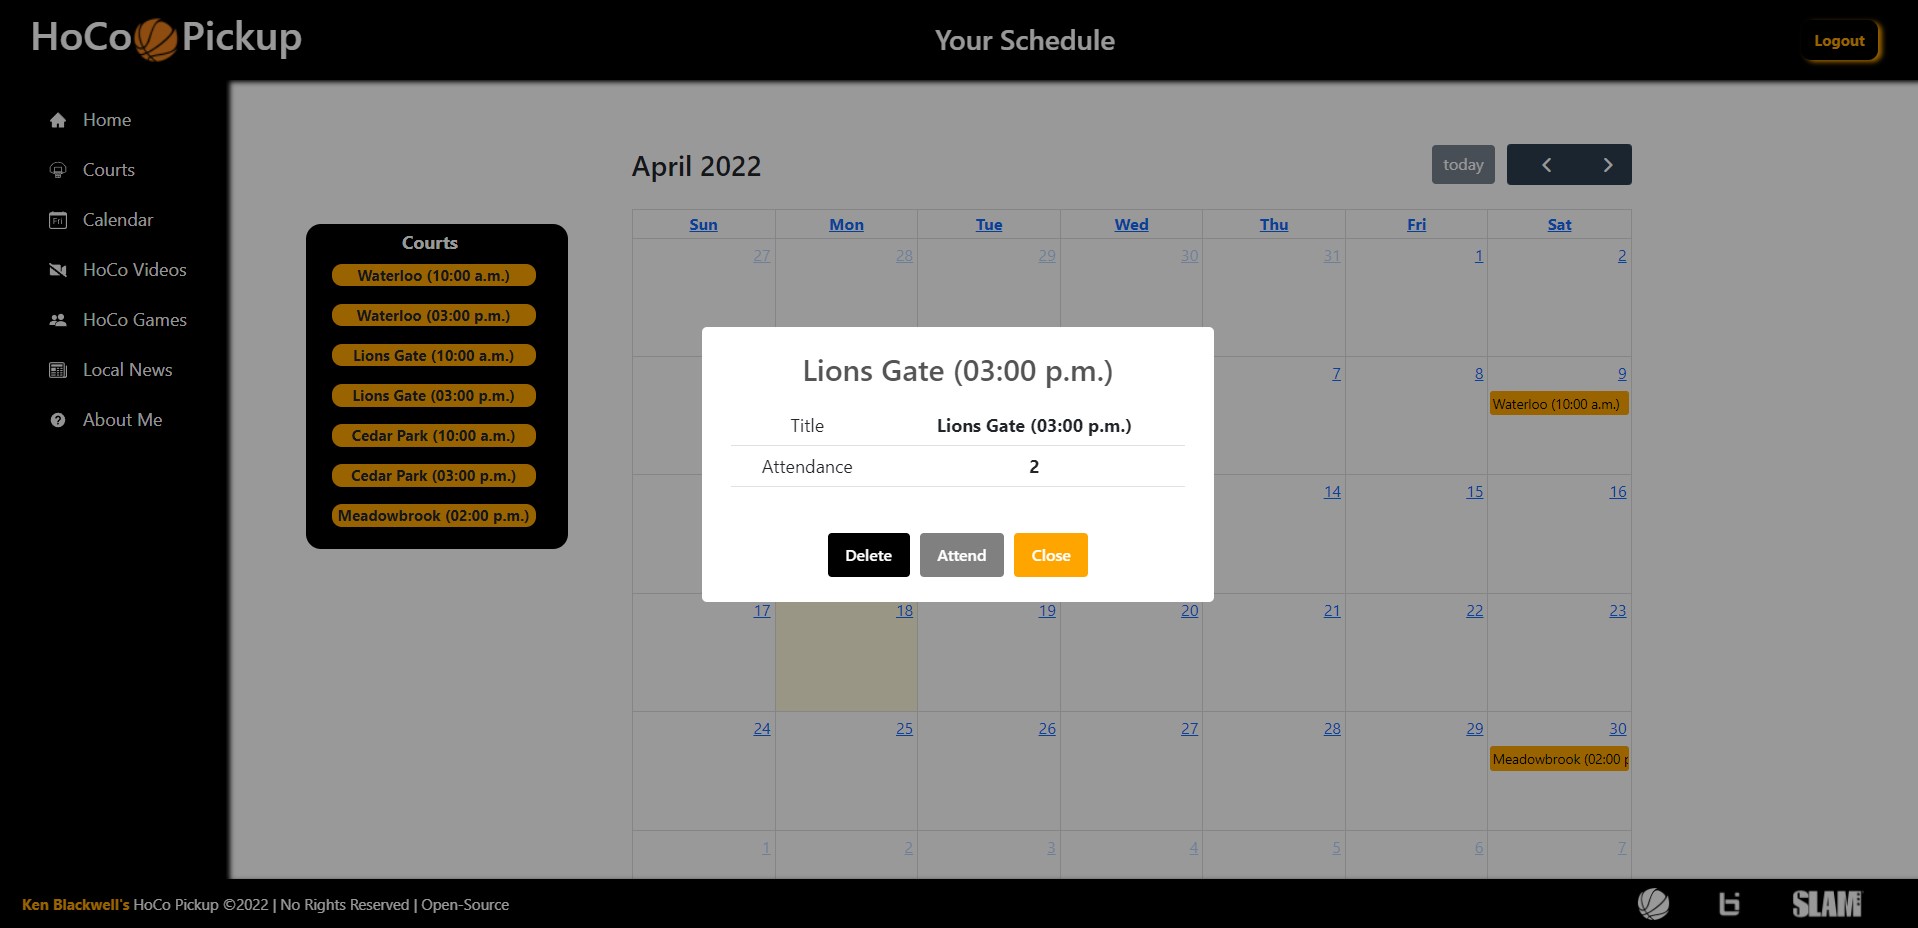 HoCo Pickup
Your Schedule
Logout
Home
Courts
Calendar
HoCo Videos
HoCo Games
Local News
About Me
Courts
Waterloo (10:00 a.m.)
Waterloo (03:00 p.m.)
Lions Gate (10:00 a.m.)
Lions Gate (03:00 p.m.)
Cedar Park (10:00 a.m.)
Cedar Park (03:00 p.m.)
Meadowbrook (02:00 p.m.)
April 2022
today
Sun Mon Tue Wed Thu Fri Sat
27 28 29 30 31 1 2
7 8 9
Waterloo (10:00 a.m.)
14 15 16
17 18 19 20 21 22 23
24 25 26 27 28 29 30
Meadowbrook (02:00 p
1 2 3 4 5 6 7
Lions Gate (03:00 p.m.)
Title Lions Gate (03:00 p.m.)
Attendance 2
Delete Attend Close
Ken Blackwell's HoCo Pickup ©2022 | No Rights Reserved | Open-Source
SLAM